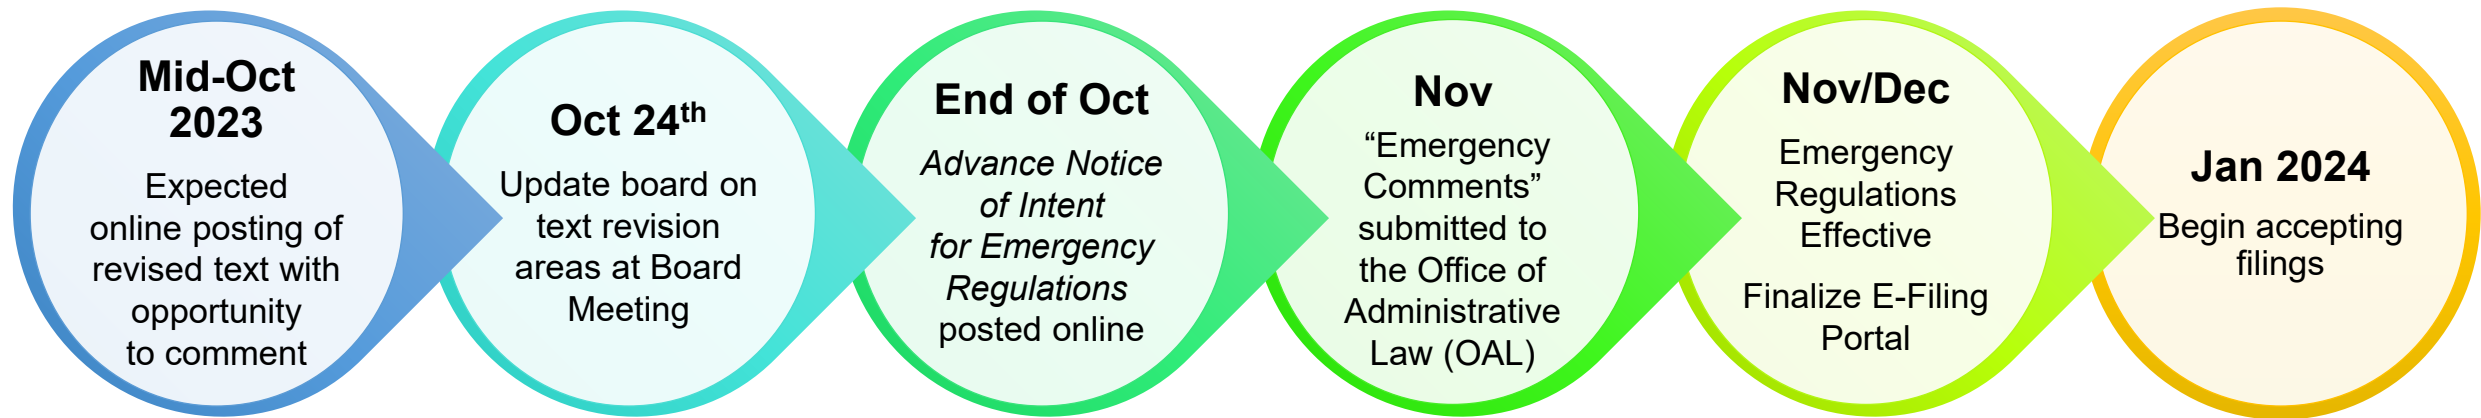 Mid-Oct
2023
Expected
online posting of
revised text with
opportunity
to comment
Oct 24th
Update board on
text revision
areas at Board
Meeting
End of Oct
Advance Notice
of Intent
for Emergency
Regulations
posted online
Nov
“Emergency
Comments”
submitted to
the Office of
Administrative
Law (OAL)
Nov/Dec
Emergency
Regulations
Effective
Finalize E-Filing
Portal
Jan 2024
Begin accepting
filings